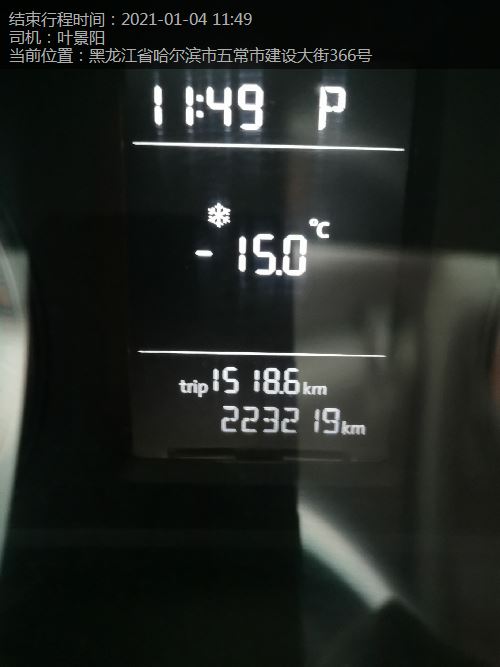 结束行程时间：2021-01-04 11:49
司机：叶景阳
当前位置：黑龙江省哈尔滨市五常市建设大街366号
11:49 P
-15.0 °C
trip 1518.6 km
223219 km